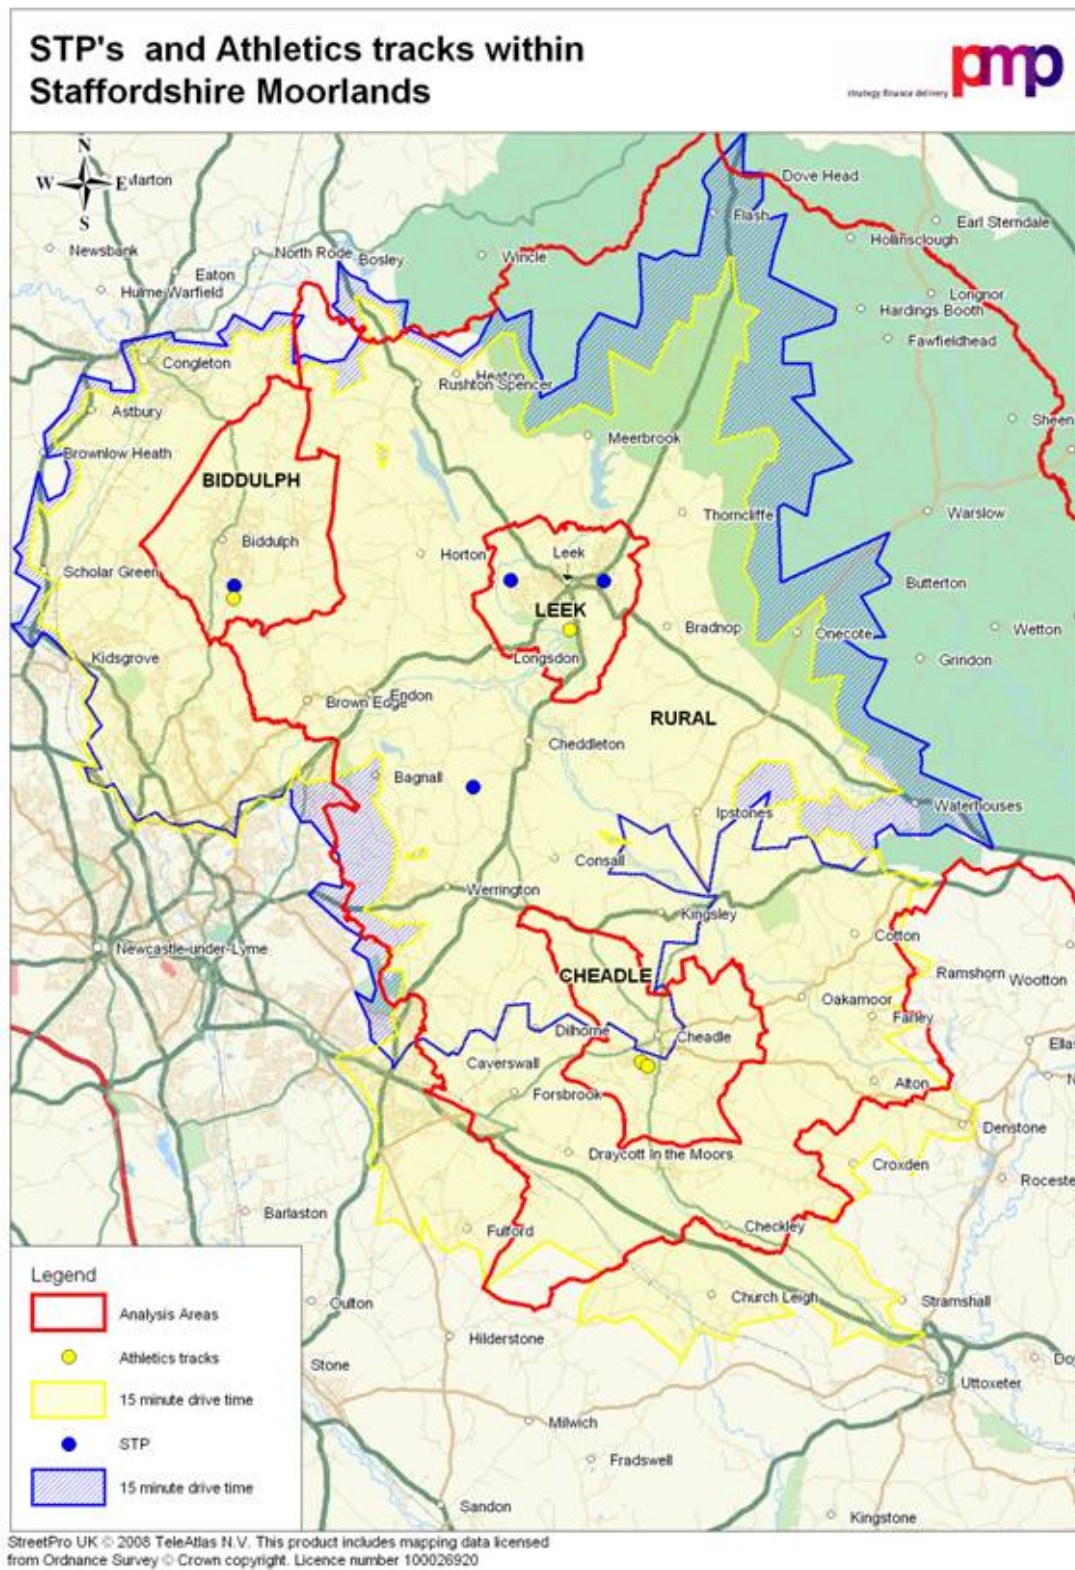 STP's and Athletics tracks within
Staffordshire Moorlands
strategy finance delivery
pmp
N
W E
S
Marton
Dove Head
Flash
Earl Sterndale
Newsbank
North Rode
Bosley
Wincle
Hollinsclough
Eaton
Hulme Warfield
Longnor
Hardings Booth
Fawfieldhead
Congleton
Heaton
Rushton Spencer
Astbury
Sheen
Meerbrook
Brownlow Heath
BIDDULPH
Thorncliffe
Warslow
Biddulph
Horton
Leek
Scholar Green
Butterton
LEEK
Bradnop
Onecote
Wetton
Kidsgrove
Longsdon
Grindon
Endon
Brown Edge
RURAL
Cheddleton
Bagnall
Waterhouses
Ipstones
Consall
Werrington
Kingsley
Newcastle-under-Lyme
Cotton
CHEADLE
Ramshorn
Wootton
Oakamoor
Farley
Dilhorne
Cheadle
Ellas
Caverswall
Alton
N
Forsbrook
Denstone
Draycott In the Moors
Croxden
Roceste
Barlaston
Fulford
Checkley
Legend
Church Leigh
Stramshall
Analysis Areas
Oulton
Hilderstone
Athletics tracks
Stone
Do
Uttoxeter
15 minute drive time
Milwich
STP
Fradswell
15 minute drive time
Sandon
Kingstone
StreetPro UK © 2008 TeleAtlas N.V. This product includes mapping data licensed
from Ordnance Survey © Crown copyright. Licence number 100026920